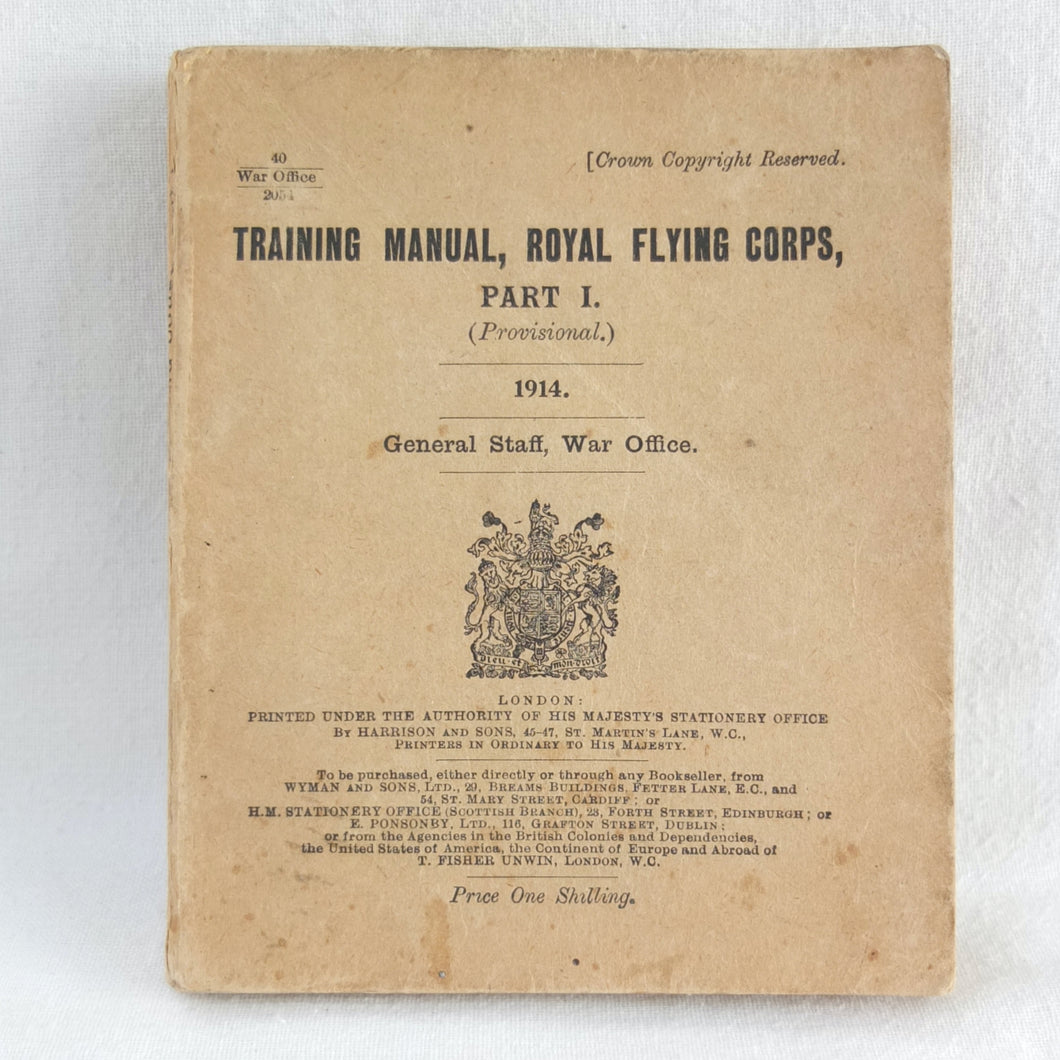 40
War Office
2054
[Crown Copyright Reserved.
TRAINING MANUAL, ROYAL FLYING CORPS,
PART I.
(Provisional.)
1914.
General Staff, War Office.
Dieu et mon droit
LONDON:
PRINTED UNDER THE AUTHORITY OF HIS MAJESTY'S STATIONERY OFFICE
By HARRISON AND SONS, 45-47, ST. MARTIN'S LANE, W.C.,
PRINTERS IN ORDINARY TO HIS MAJESTY.
To be purchased, either directly or through any Bookseller, from
WYMAN AND SONS, LTD., 29, BREAMS BUILDINGS, FETTER LANE, E.C., and
54, ST. MARY STREET, CARDIFF; or
H.M. STATIONERY OFFICE (SCOTTISH BRANCH), 23, FORTH STREET, EDINBURGH; or
E. PONSONBY, LTD., 116, GRAFTON STREET, DUBLIN;
or from the Agencies in the British Colonies and Dependencies,
the United States of America, the Continent of Europe and Abroad of
T. FISHER UNWIN, LONDON, W.C.
Price One Shilling.